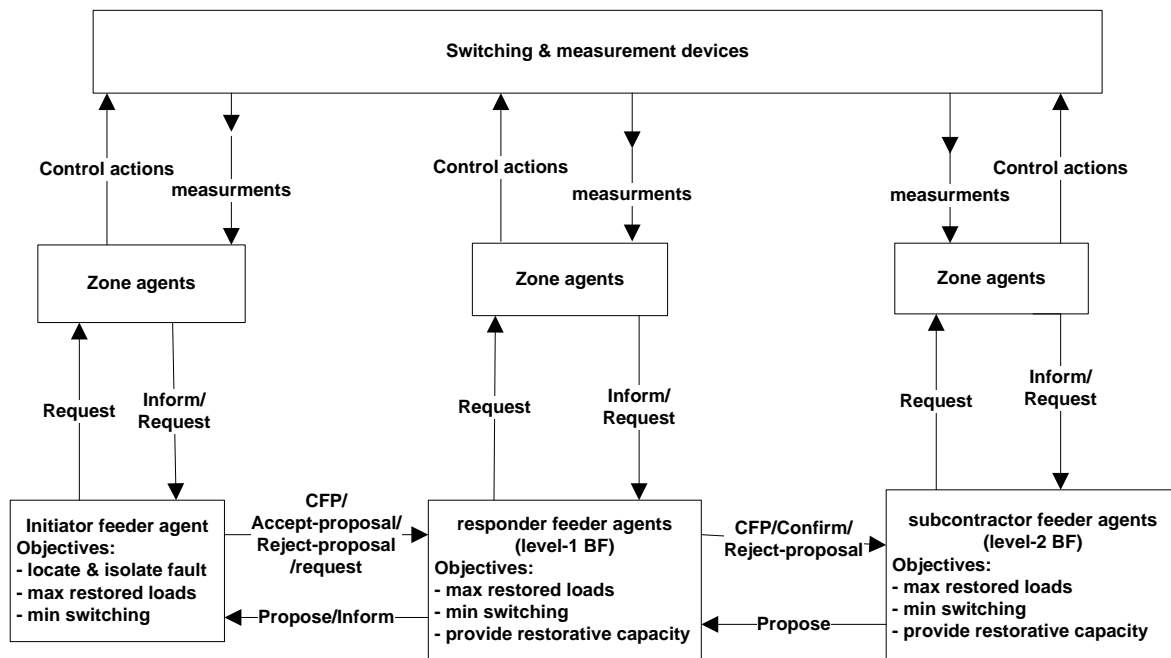 Switching & measurement devices
Control actions
measurments
Control actions
measurments
Control actions
measurments
Zone agents
Zone agents
Zone agents
Request
Inform/
Request
Request
Inform/
Request
Request
Inform/
Request
Initiator feeder agent
Objectives:
- locate & isolate fault
- max restored loads
- min switching
CFP/
Accept-proposal/
Reject-proposal
/request
Propose/Inform
responder feeder agents
(level-1 BF)
Objectives:
- max restored loads
- min switching
- provide restorative capacity
CFP/Confirm/
Reject-proposal
Propose
subcontractor feeder agents
(level-2 BF)
Objectives:
- max restored loads
- min switching
- provide restorative capacity